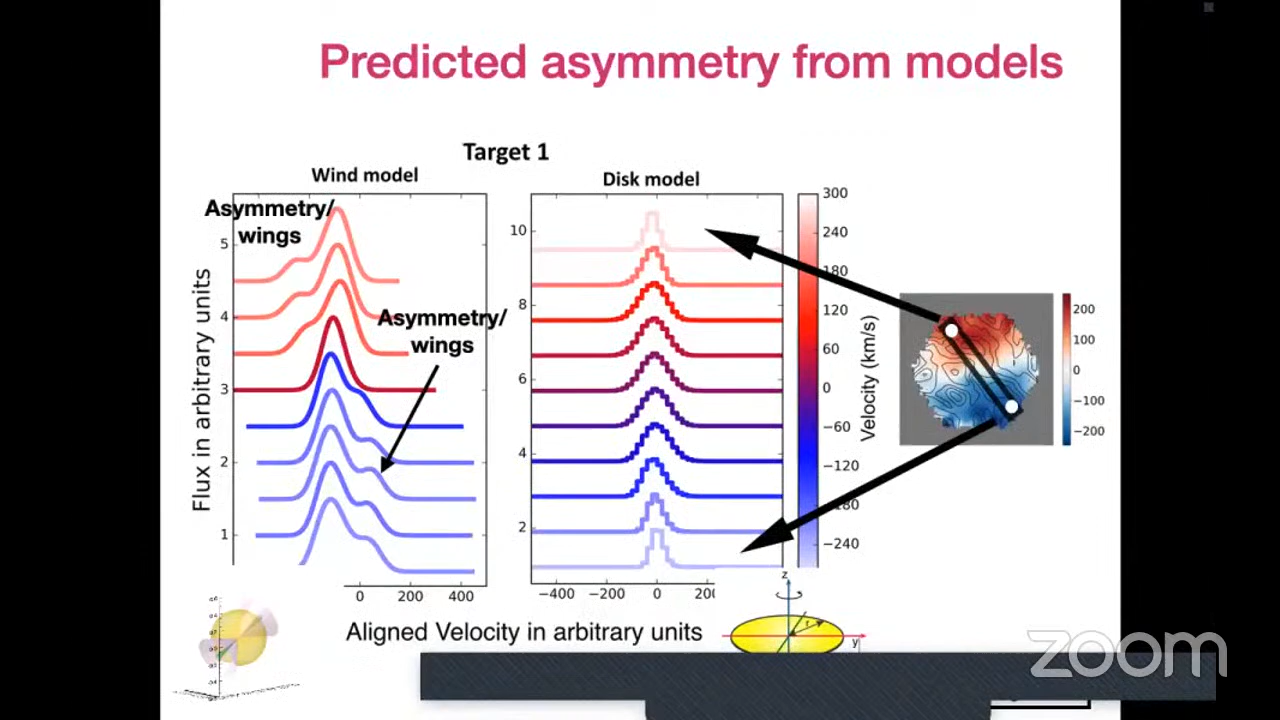 Predicted asymmetry from models
Target 1
Wind model
Disk model
Asymmetry/
wings
Asymmetry/
wings
Flux in arbitrary units
5
4
3
2
1
0 200 400
10
8
6
4
2
−400 −200 0
300
240
180
120
60
0
−60
−120
−240
Velocity (km/s)
200
100
0
−100
−200
Aligned Velocity in arbitrary units
z
r
y
zoom